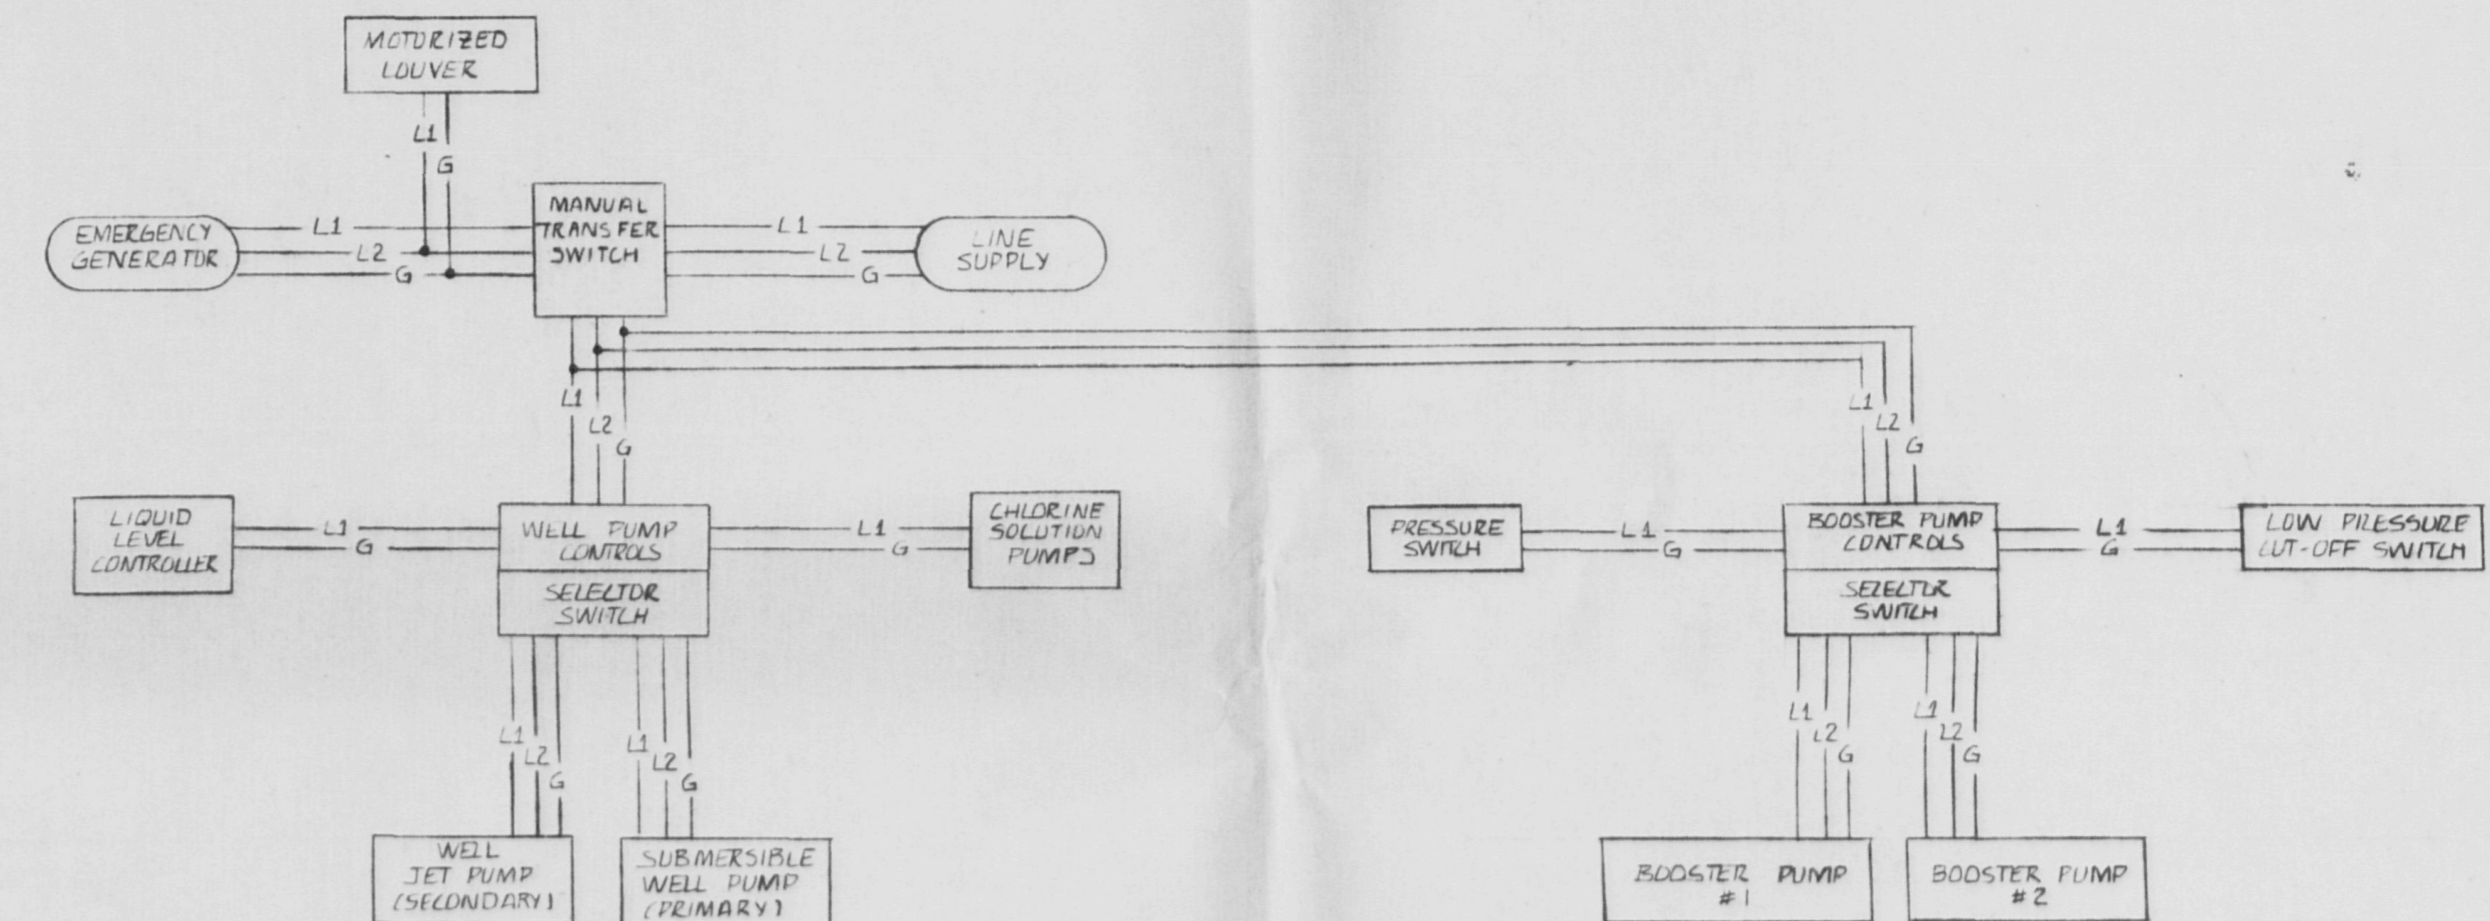 MOTORIZED
LOUVER
L1
G
MANUAL
TRANSFER
SWITCH
EMERGENCY
GENERATOR
L1
L2
G
L1
L2
G
LINE
SUPPLY
L1
L2
G
L1
L2
G
LIQUID
LEVEL
CONTROLLER
L1
G
WELL PUMP
CONTROLS
SELECTOR
SWITCH
L1
G
CHLORINE
SOLUTION
PUMPS
PRESSURE
SWITCH
L1
G
BOOSTER PUMP
CONTROLS
SELECTOR
SWITCH
L1
G
LOW PRESSURE
CUT-OFF SWITCH
L1
L2
G
L1
L2
G
L1
L2
G
L1
L2
G
WELL
JET PUMP
(SECONDARY)
SUBMERSIBLE
WELL PUMP
(PRIMARY)
BOOSTER PUMP
#1
BOOSTER PUMP
#2